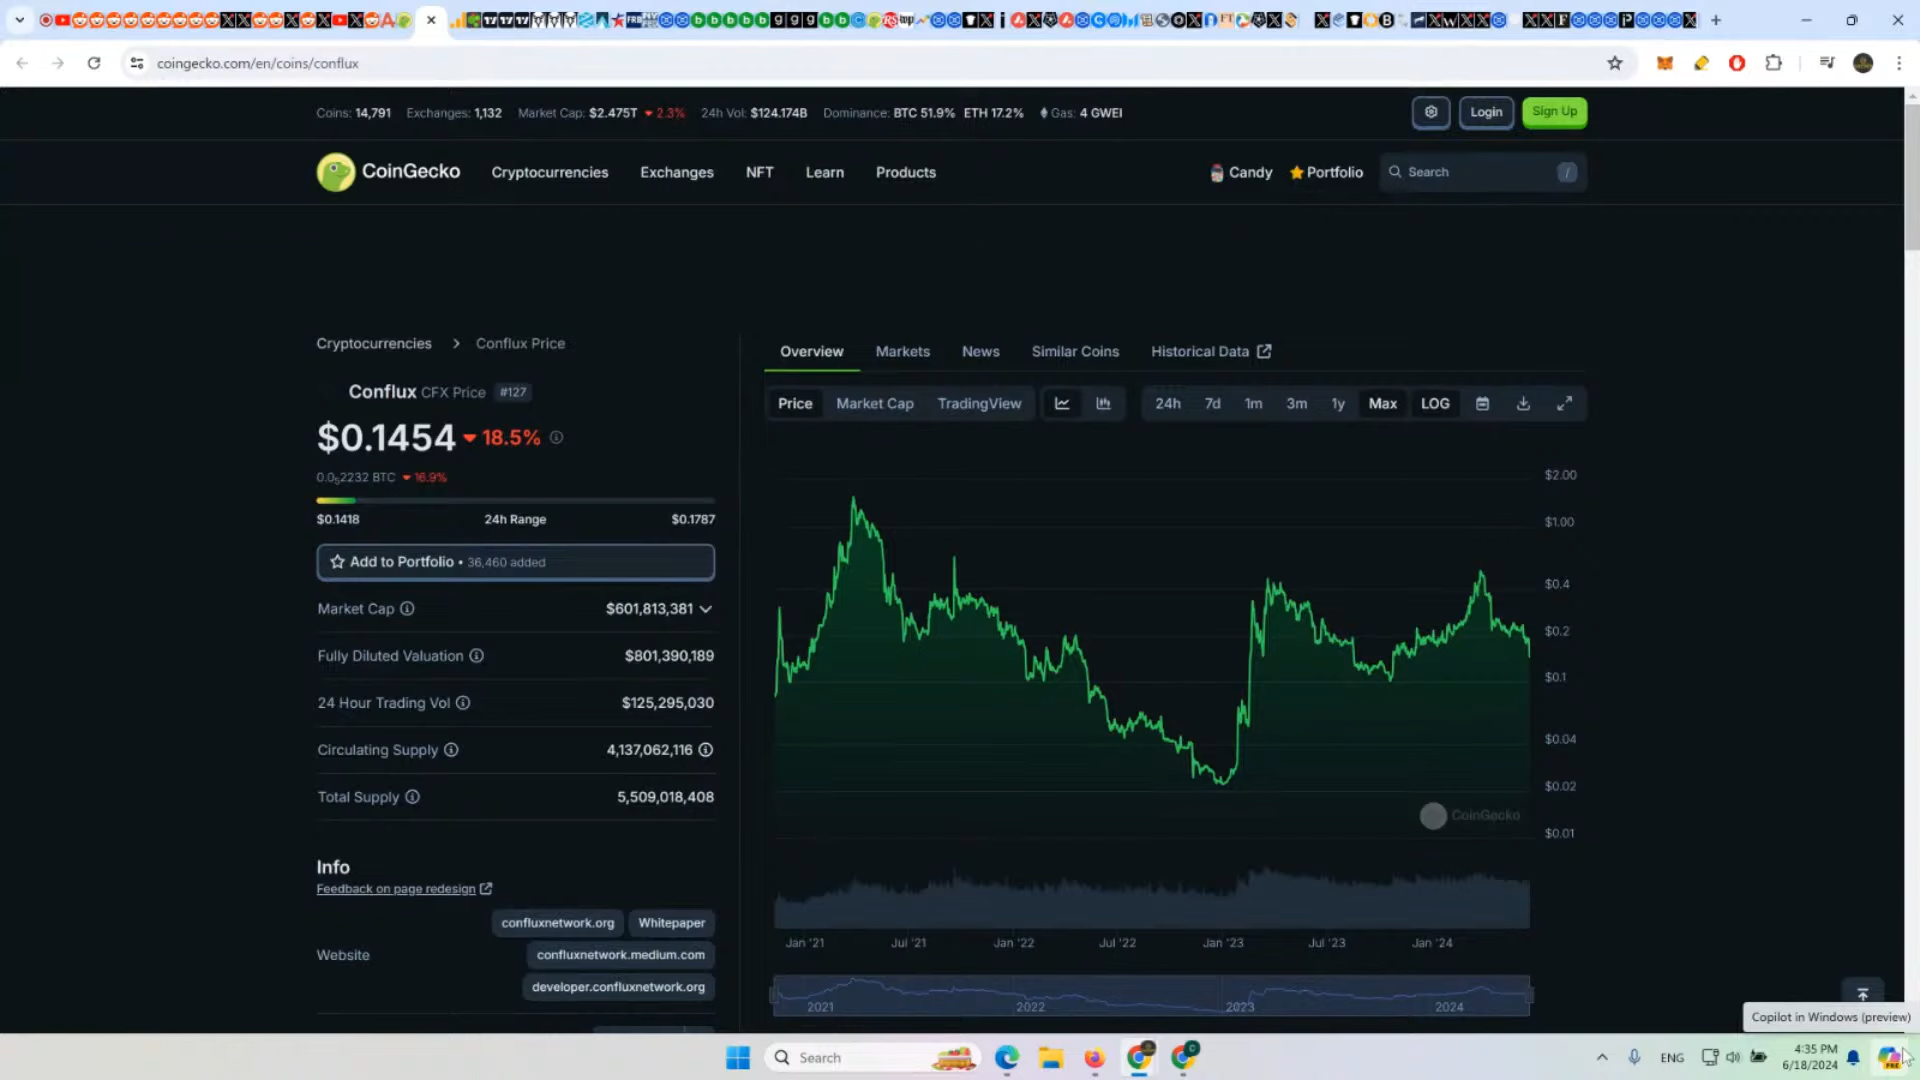 coingecko.com/en/coins/conflux
Coins: 14,791 Exchanges: 1,132 Market Cap: $2.475T 2.3% 24h Vol: $124.174B Dominance: BTC 51.9% ETH 17.2% Gas: 4 GWEI
Login
Sign Up
CoinGecko
Cryptocurrencies Exchanges NFT Learn Products
Candy Portfolio Search /
Cryptocurrencies > Conflux Price
Conflux CFX Price #127
$0.1454 18.5%
0.0₅2232 BTC 16.9%
$0.1418 24h Range $0.1787
Add to Portfolio • 36,460 added
Market Cap $601,813,381
Fully Diluted Valuation $801,390,189
24 Hour Trading Vol $125,295,030
Circulating Supply 4,137,062,116
Total Supply 5,509,018,408
Info
Feedback on page redesign
Website
confluxnetwork.org Whitepaper
confluxnetwork.medium.com
developer.confluxnetwork.org
Overview Markets News Similar Coins Historical Data
Price Market Cap TradingView
24h 7d 1m 3m 1y Max LOG
$2.00
$1.00
$0.4
$0.2
$0.1
$0.04
$0.02
$0.01
CoinGecko
Jan '21 Jul '21 Jan '22 Jul '22 Jan '23 Jul '23 Jan '24
2021 2022 2023 2024
Copilot in Windows (preview)
Search
ENG
4:35 PM
6/18/2024